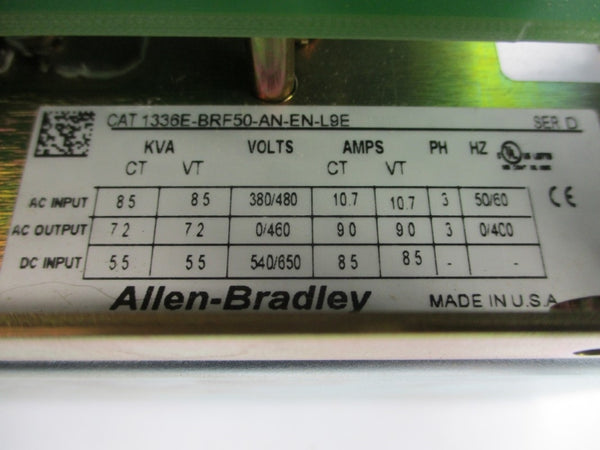 CAT 1336E-BRF50-AN-EN-L9E SER D
KVA VOLTS AMPS PH HZ
CT VT CT VT
AC INPUT 8.5 8.5 380/480 10.7 10.7 3 50/60
AC OUTPUT 7.2 7.2 0/460 9.0 9.0 3 0/400
DC INPUT 5.5 5.5 540/650 8.5 8.5 - -
UL
CE
Allen-Bradley MADE IN U.S.A